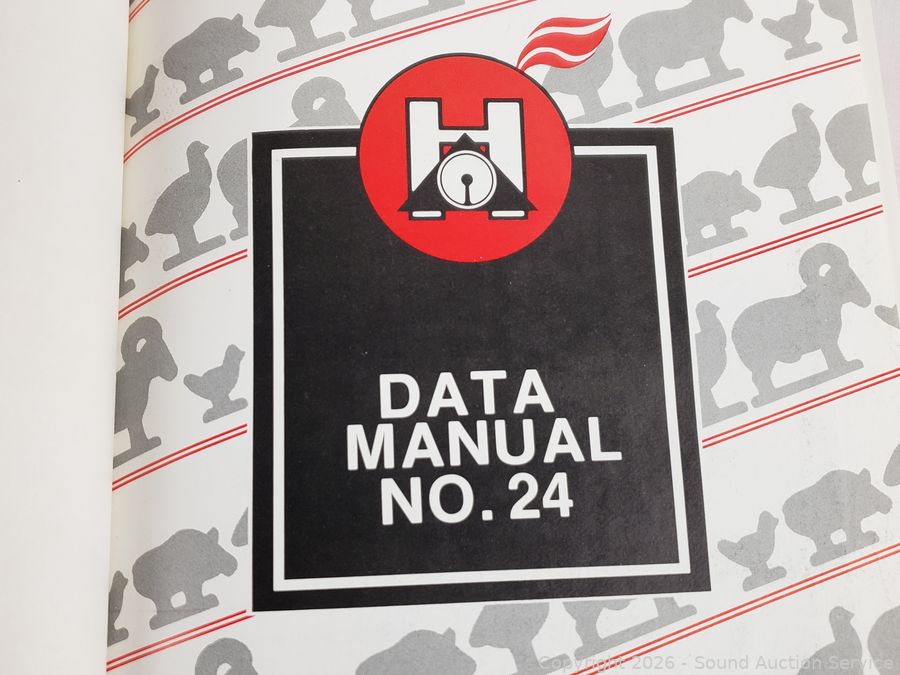 H
DATA
MANUAL
NO. 24
Copyright 2026 - Sound Auction Service